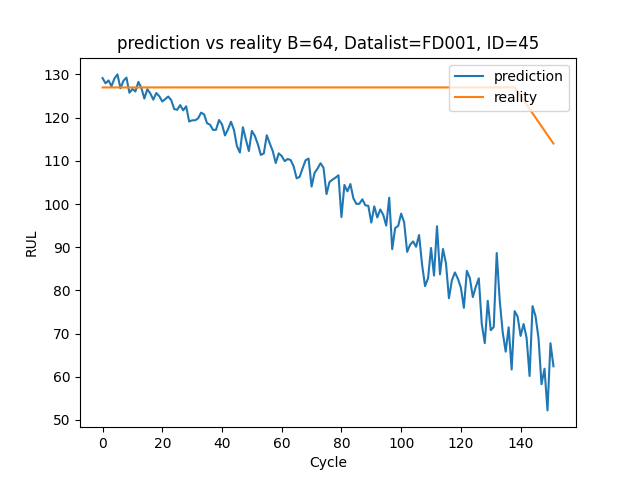 prediction vs reality B=64, Datalist=FD001, ID=45
prediction
reality
130
120
110
100
90
80
70
60
50
RUL
0 20 40 60 80 100 120 140
Cycle